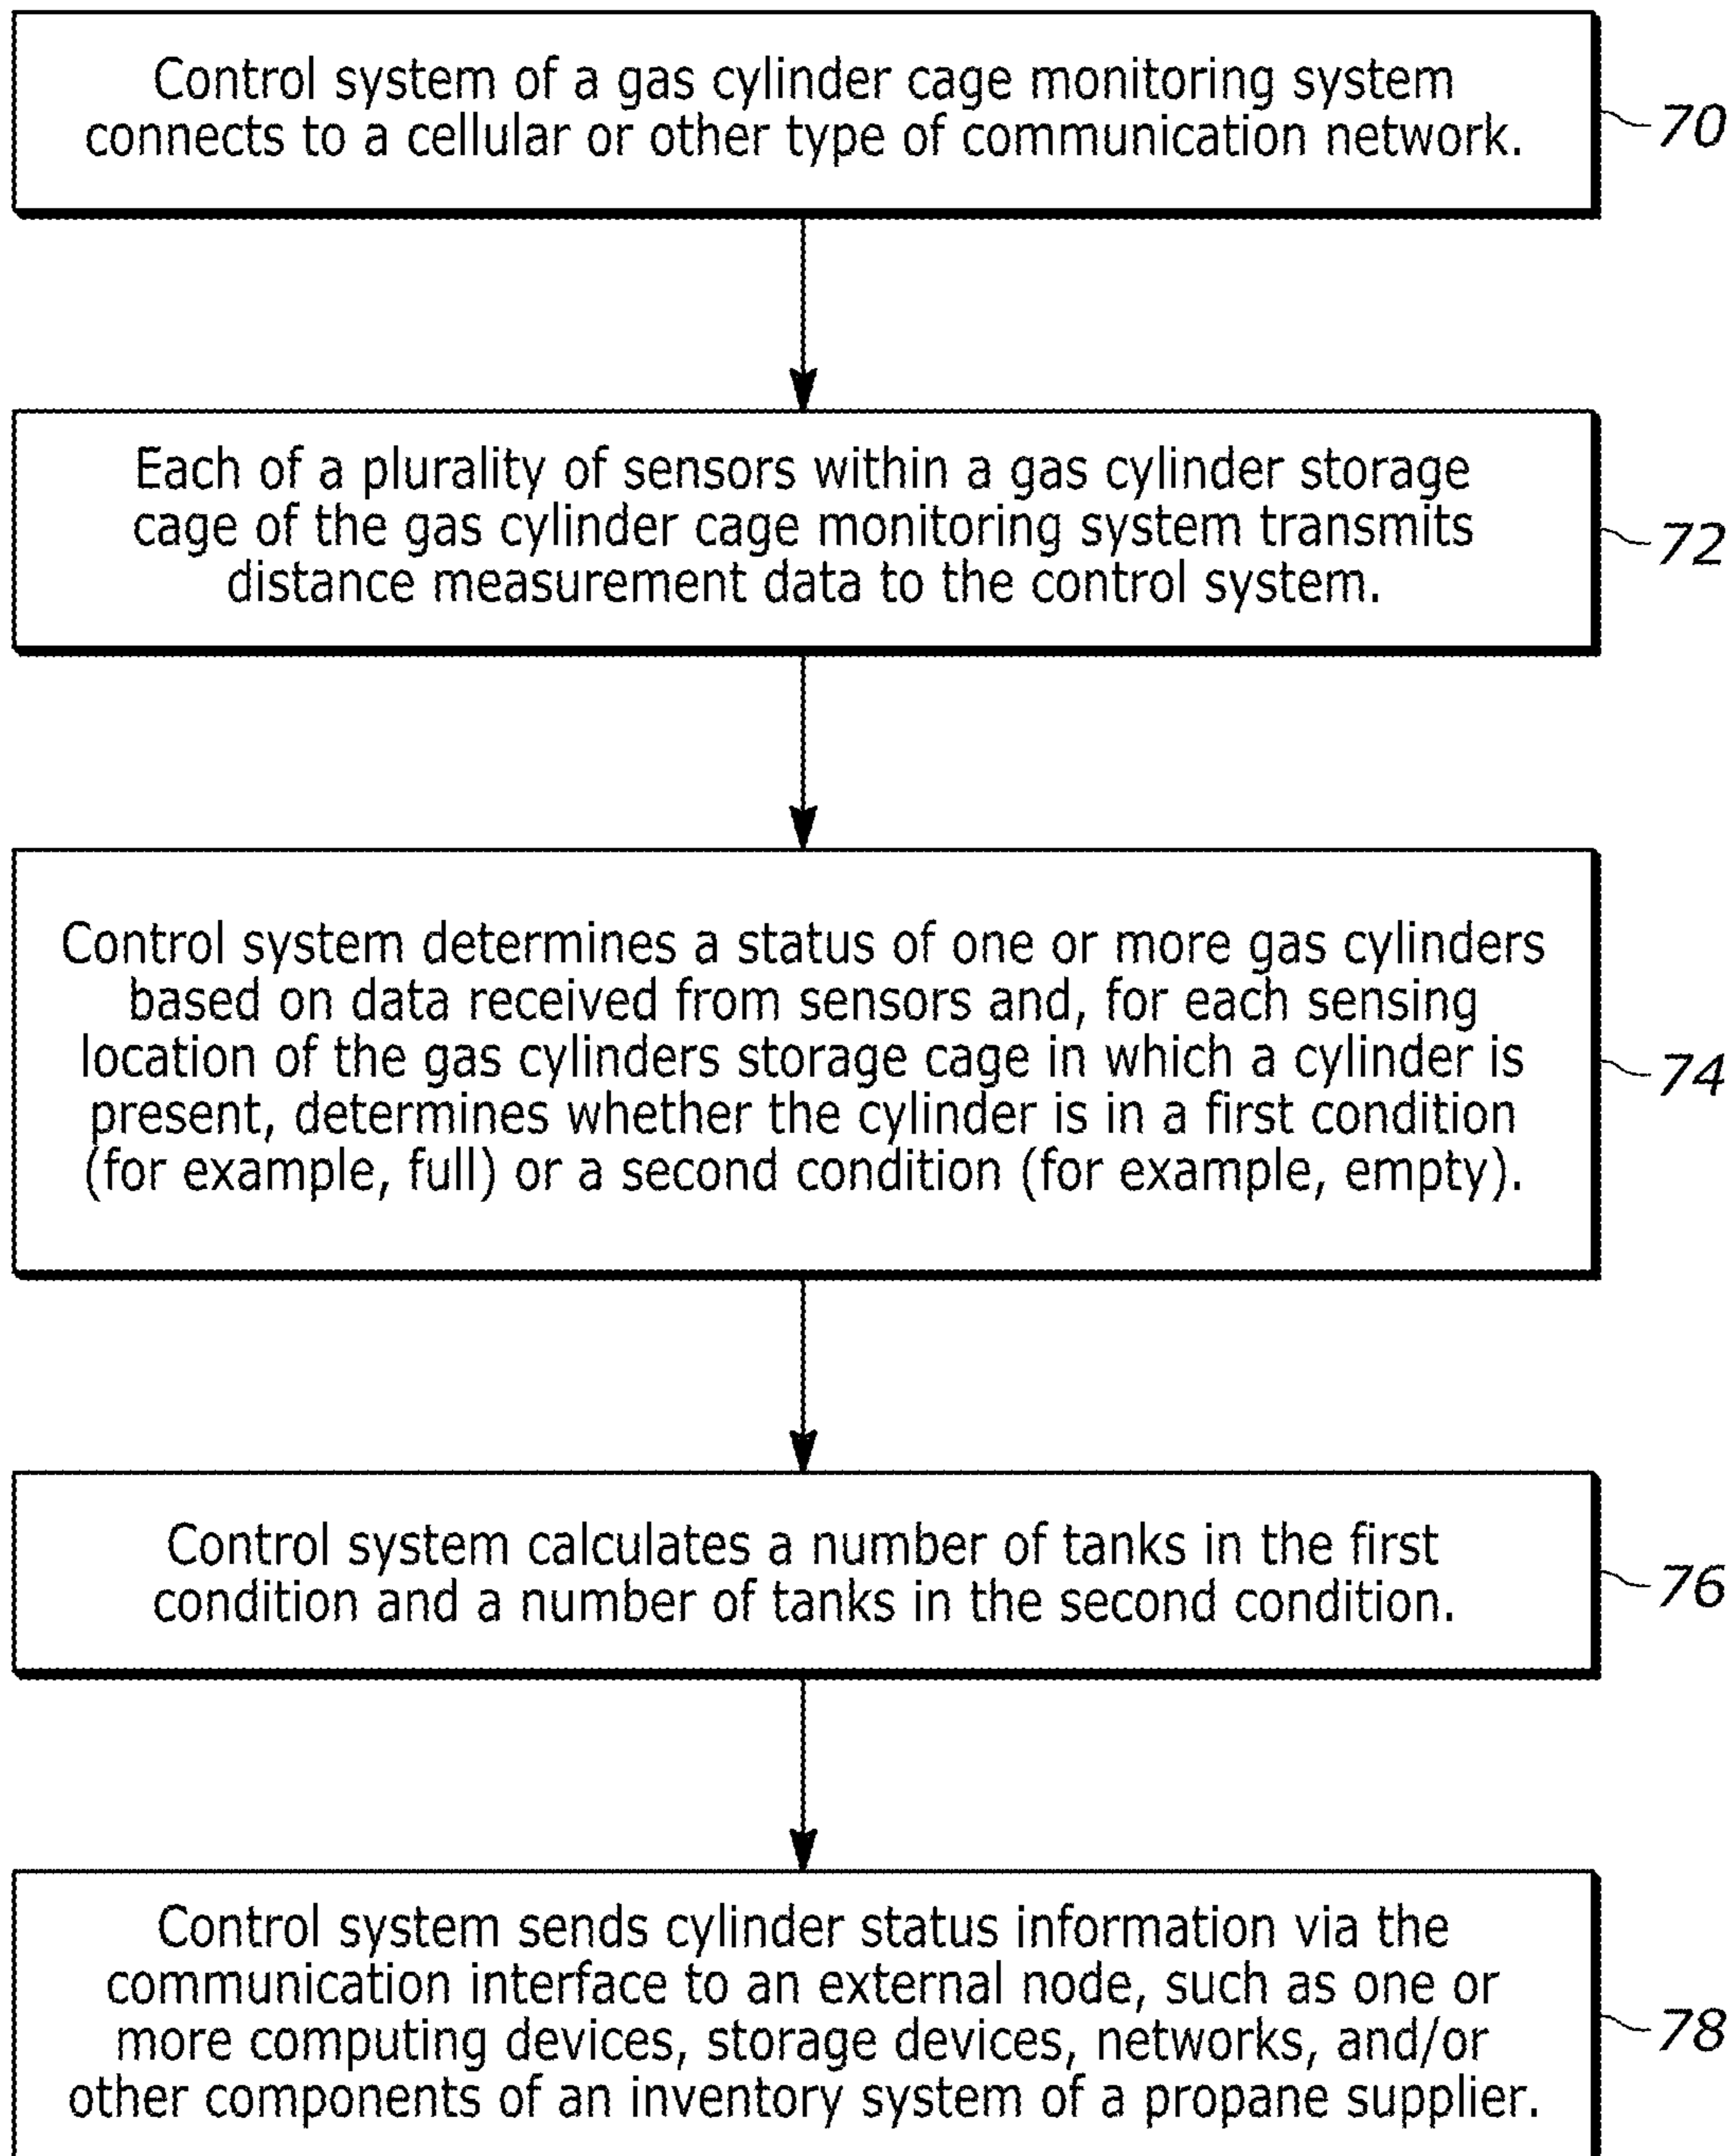 Control system of a gas cylinder cage monitoring system
connects to a cellular or other type of communication network.
70
Each of a plurality of sensors within a gas cylinder storage
cage of the gas cylinder cage monitoring system transmits
distance measurement data to the control system.
72
Control system determines a status of one or more gas cylinders
based on data received from sensors and, for each sensing
location of the gas cylinders storage cage in which a cylinder is
present, determines whether the cylinder is in a first condition
(for example, full) or a second condition (for example, empty).
74
Control system calculates a number of tanks in the first
condition and a number of tanks in the second condition.
76
Control system sends cylinder status information via the
communication interface to an external node, such as one or
more computing devices, storage devices, networks, and/or
other components of an inventory system of a propane supplier.
78